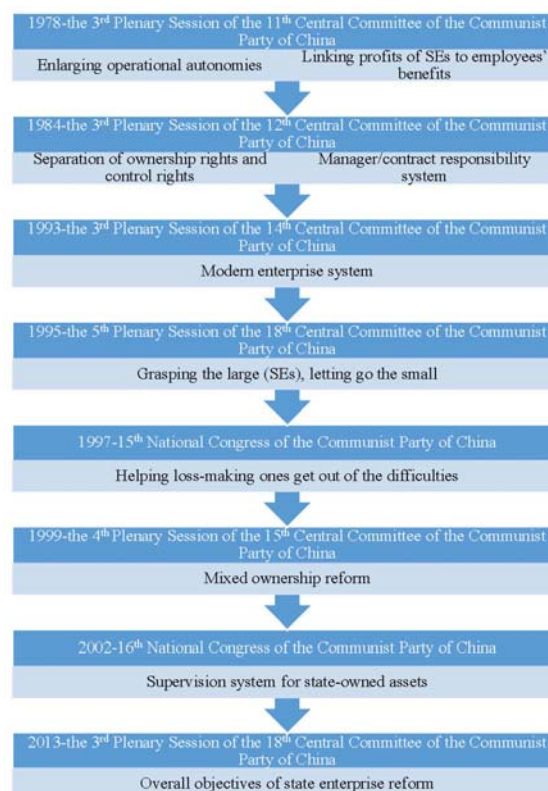 1978-the 3rd Plenary Session of the 11th Central Committee of the Communist
Party of China
Enlarging operational autonomies
Linking profits of SEs to employees'
benefits
1984-the 3rd Plenary Session of the 12th Central Committee of the Communist
Party of China
Separation of ownership rights and
control rights
Manager/contract responsibility
system
1993-the 3rd Plenary Session of the 14th Central Committee of the Communist
Party of China
Modern enterprise system
1995-the 5th Plenary Session of the 18th Central Committee of the Communist
Party of China
Grasping the large (SEs), letting go the small
1997-15th National Congress of the Communist Party of China
Helping loss-making ones get out of the difficulties
1999-the 4th Plenary Session of the 15th Central Committee of the Communist
Party of China
Mixed ownership reform
2002-16th National Congress of the Communist Party of China
Supervision system for state-owned assets
2013-the 3rd Plenary Session of the 18th Central Committee of the Communist
Party of China
Overall objectives of state enterprise reform